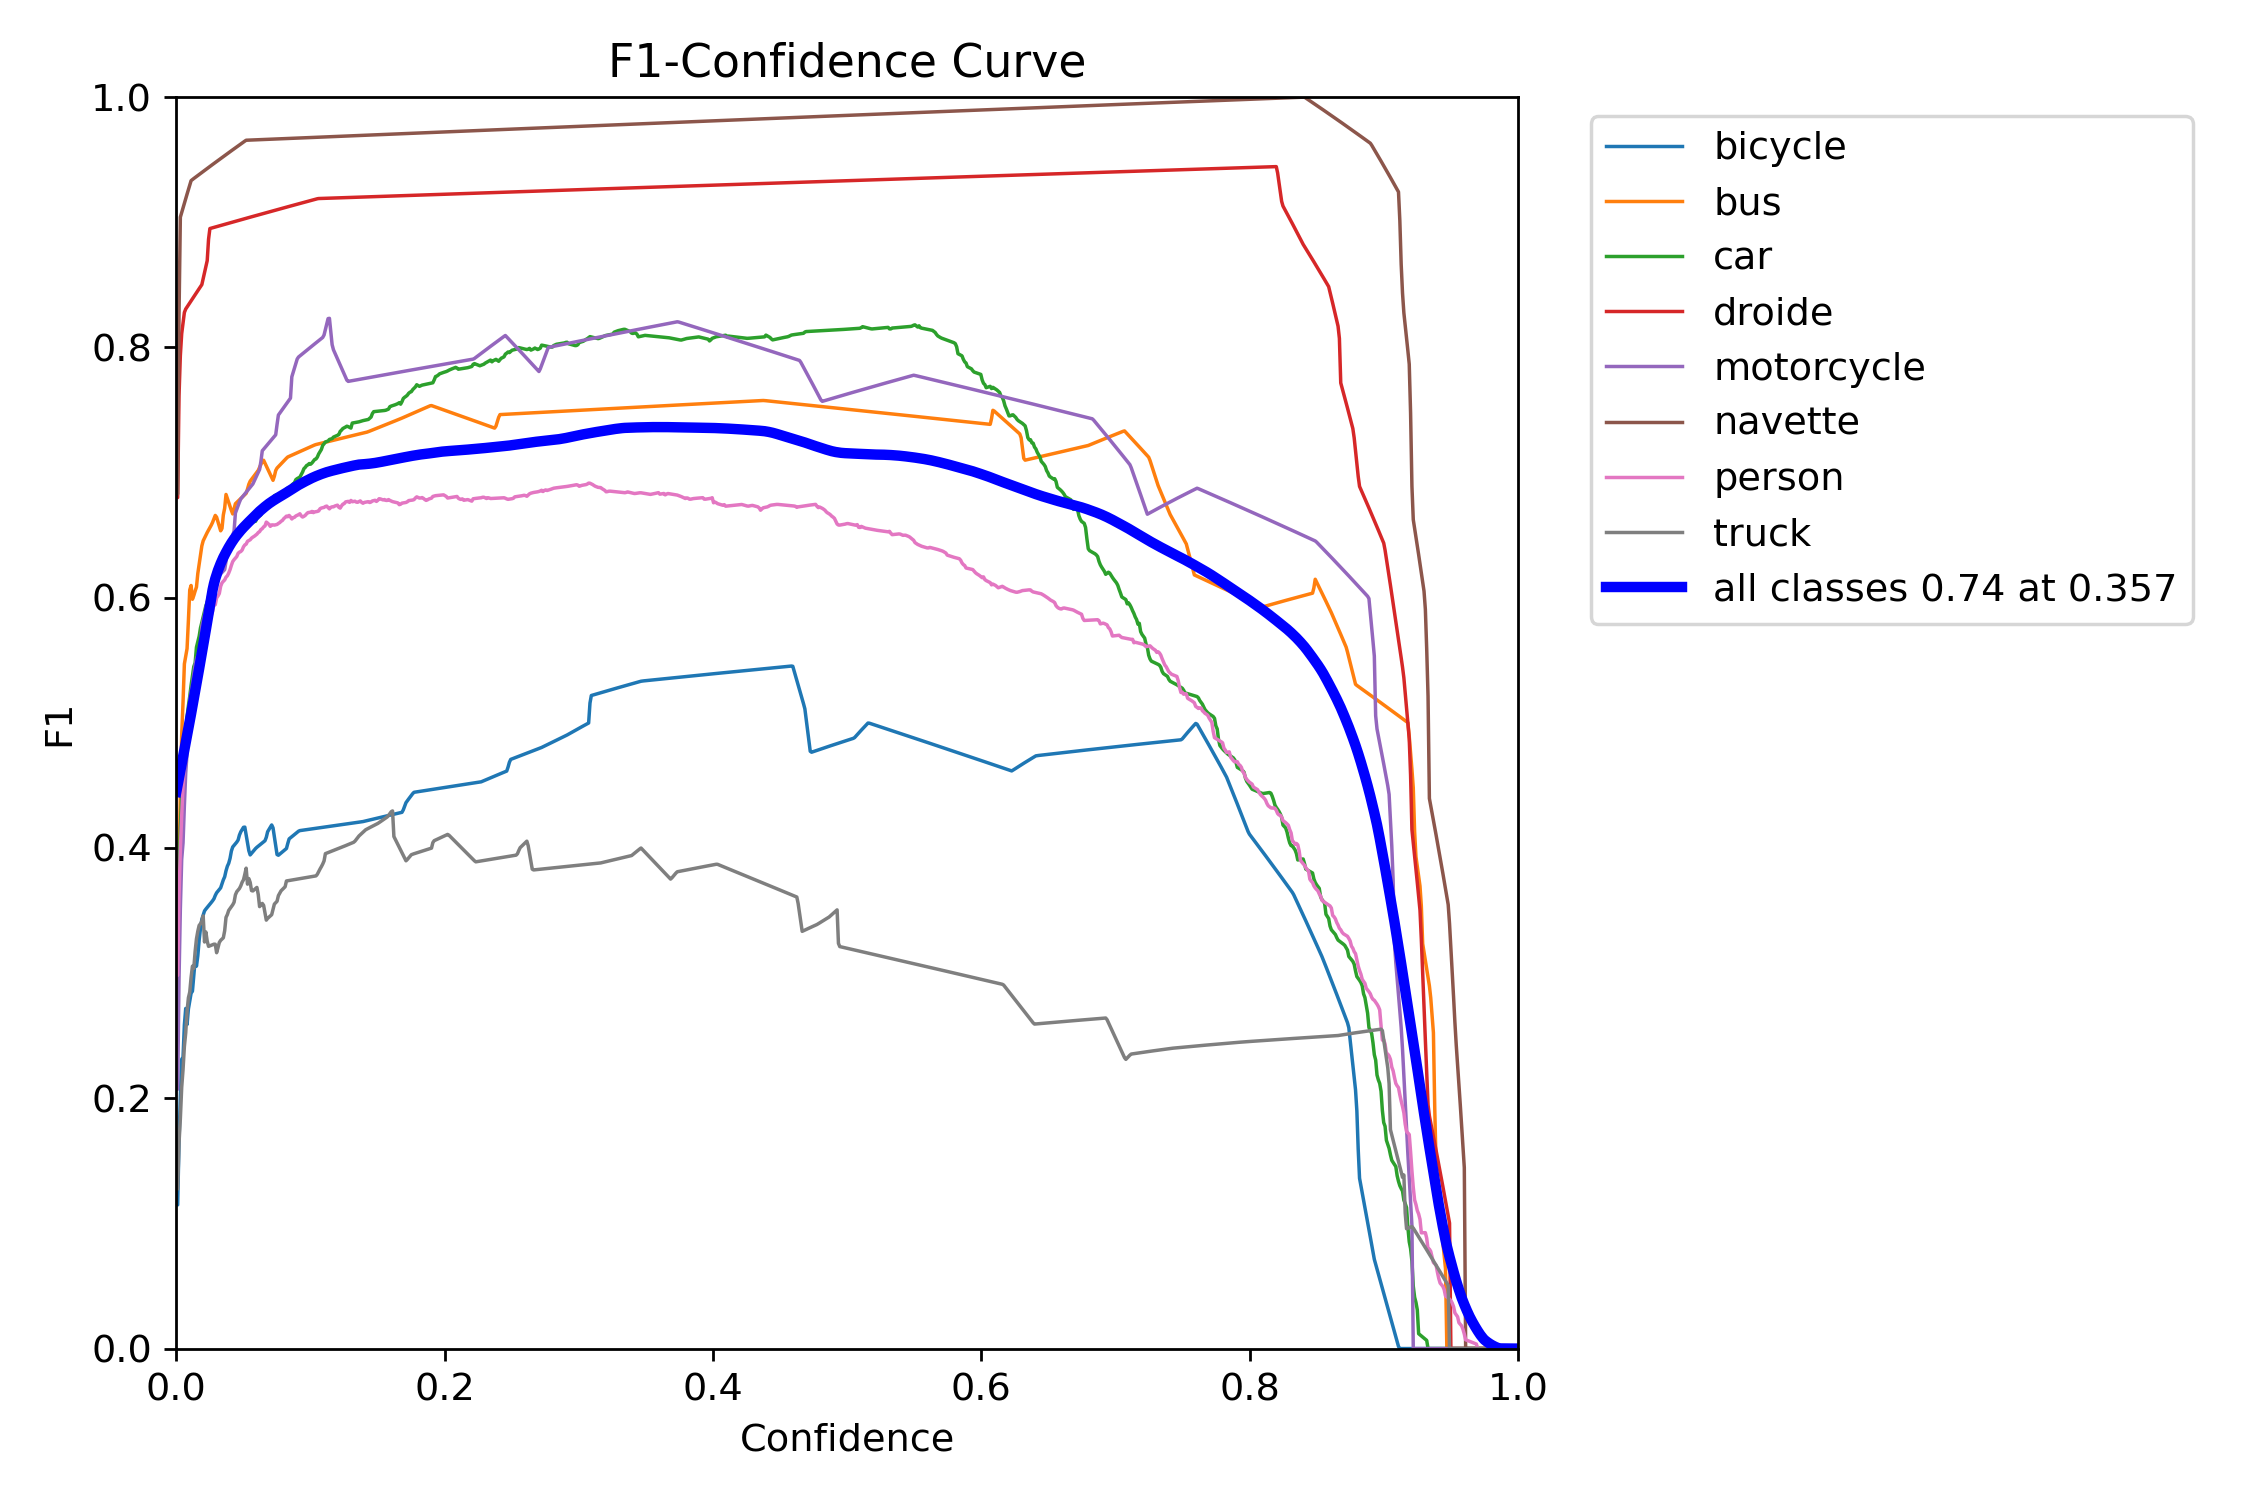 F1-Confidence Curve
1.0
0.8
0.6
0.4
0.2
0.0
F1
0.0 0.2 0.4 0.6 0.8 1.0
Confidence
bicycle
bus
car
droide
motorcycle
navette
person
truck
all classes 0.74 at 0.357